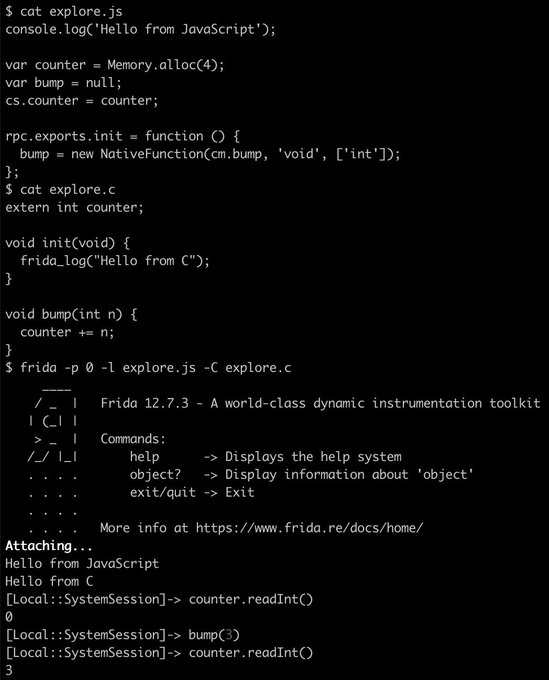 $ cat explore.js
console.log('Hello from JavaScript');

var counter = Memory.alloc(4);
var bump = null;
cs.counter = counter;

rpc.exports.init = function () {
  bump = new NativeFunction(cm.bump, 'void', ['int']);
};
$ cat explore.c
extern int counter;

void init(void) {
  frida_log("Hello from C");
}

void bump(int n) {
  counter += n;
}
$ frida -p 0 -l explore.js -C explore.c
     ____
    / _  |   Frida 12.7.3 - A world-class dynamic instrumentation toolkit
   | (_| |
    > _  |   Commands:
   /_/ |_|       help      -> Displays the help system
   . . . .       object?   -> Display information about 'object'
   . . . .       exit/quit -> Exit
   . . . .
   . . . .   More info at https://www.frida.re/docs/home/
Attaching...
Hello from JavaScript
Hello from C
[Local::SystemSession]-> counter.readInt()
0
[Local::SystemSession]-> bump(3)
[Local::SystemSession]-> counter.readInt()
3